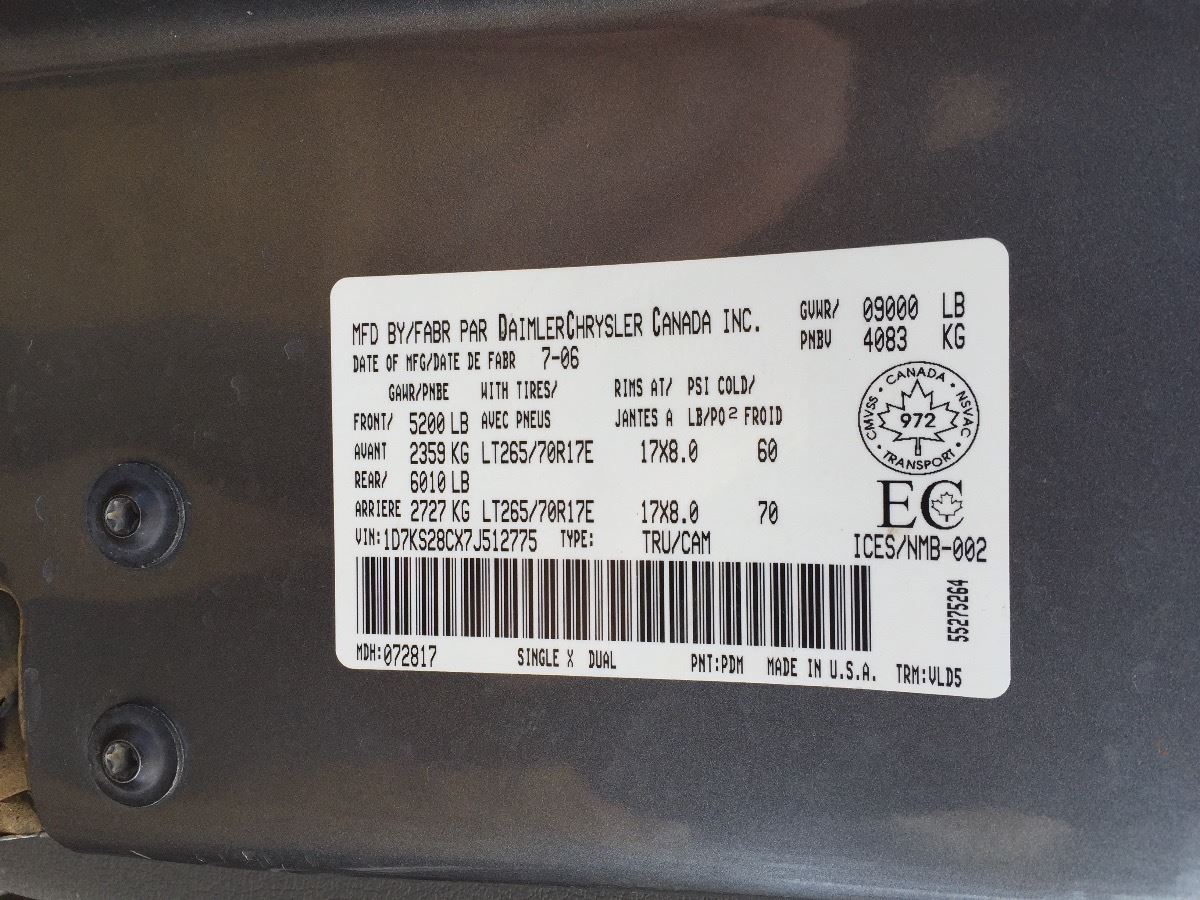 MFD BY/FABR PAR DAIMLERCHRYSLER CANADA INC. GVWR/ 09000 LB
DATE OF MFG/DATE DE FABR 7-06 PNBV 4083 KG
GAWR/PNBE WITH TIRES/ RIMS AT/ PSI COLD/
FRONT/ 5200 LB AVEC PNEUS JANTES A LB/PO² FROID
AVANT 2359 KG LT265/70R17E 17X8.0 60
REAR/ 6010 LB
ARRIERE 2727 KG LT265/70R17E 17X8.0 70
VIN:1D7KS28CX7J512775 TYPE: TRU/CAM
CANADA
CMVSS 972 NSVAC
TRANSPORT
EC
ICES/NMB-002
55275264
MDH:072817 SINGLE X DUAL PNT:PDM MADE IN U.S.A. TRM:VLD5